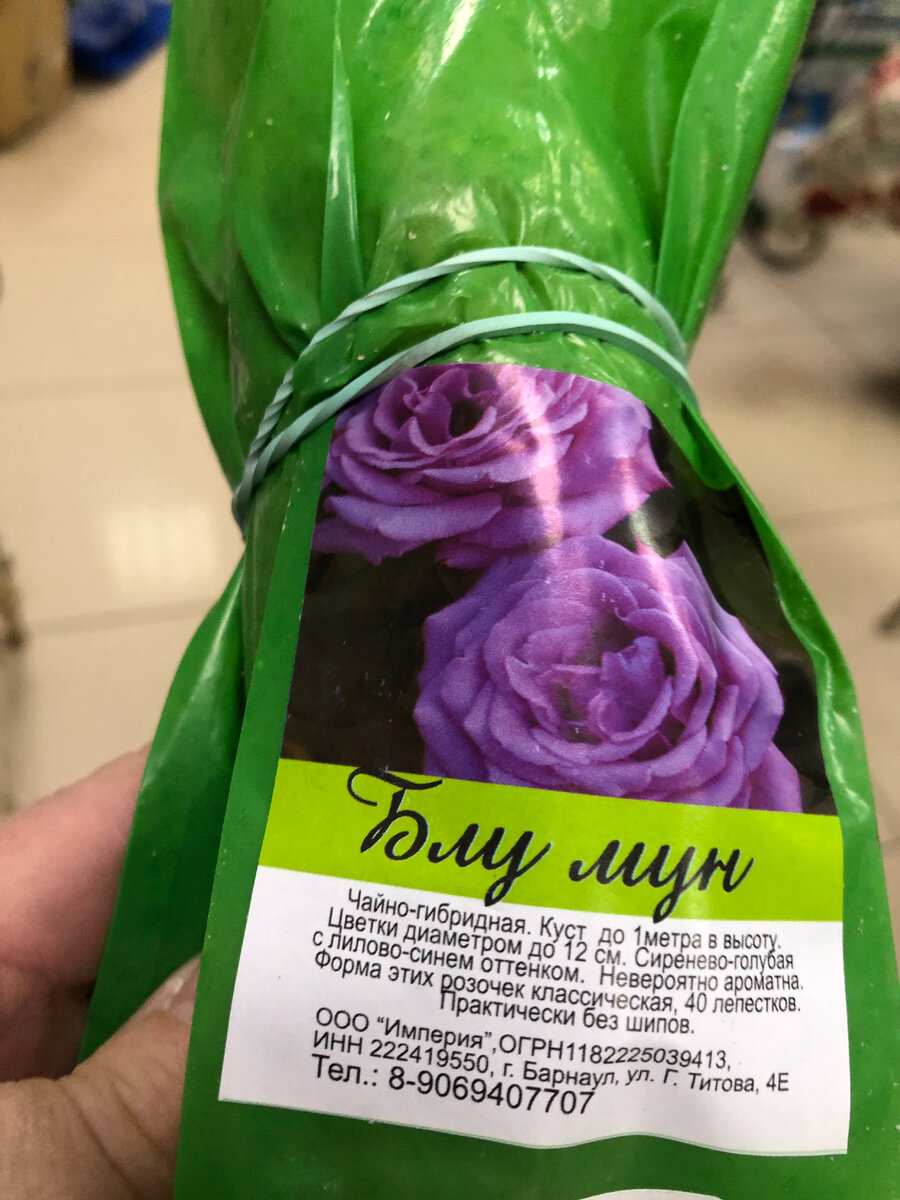 Блу мун
Чайно-гибридная. Куст до 1метра в высоту.
Цветки диаметром до 12 см. Сиренево-голубая
с лилово-синем оттенком. Невероятно ароматна.
Форма этих розочек классическая, 40 лепестков.
Практически без шипов.
ООО "Империя",ОГРН1182225039413,
ИНН 222419550, г. Барнаул, ул. Г. Титова, 4Е
Тел.: 8-9069407707